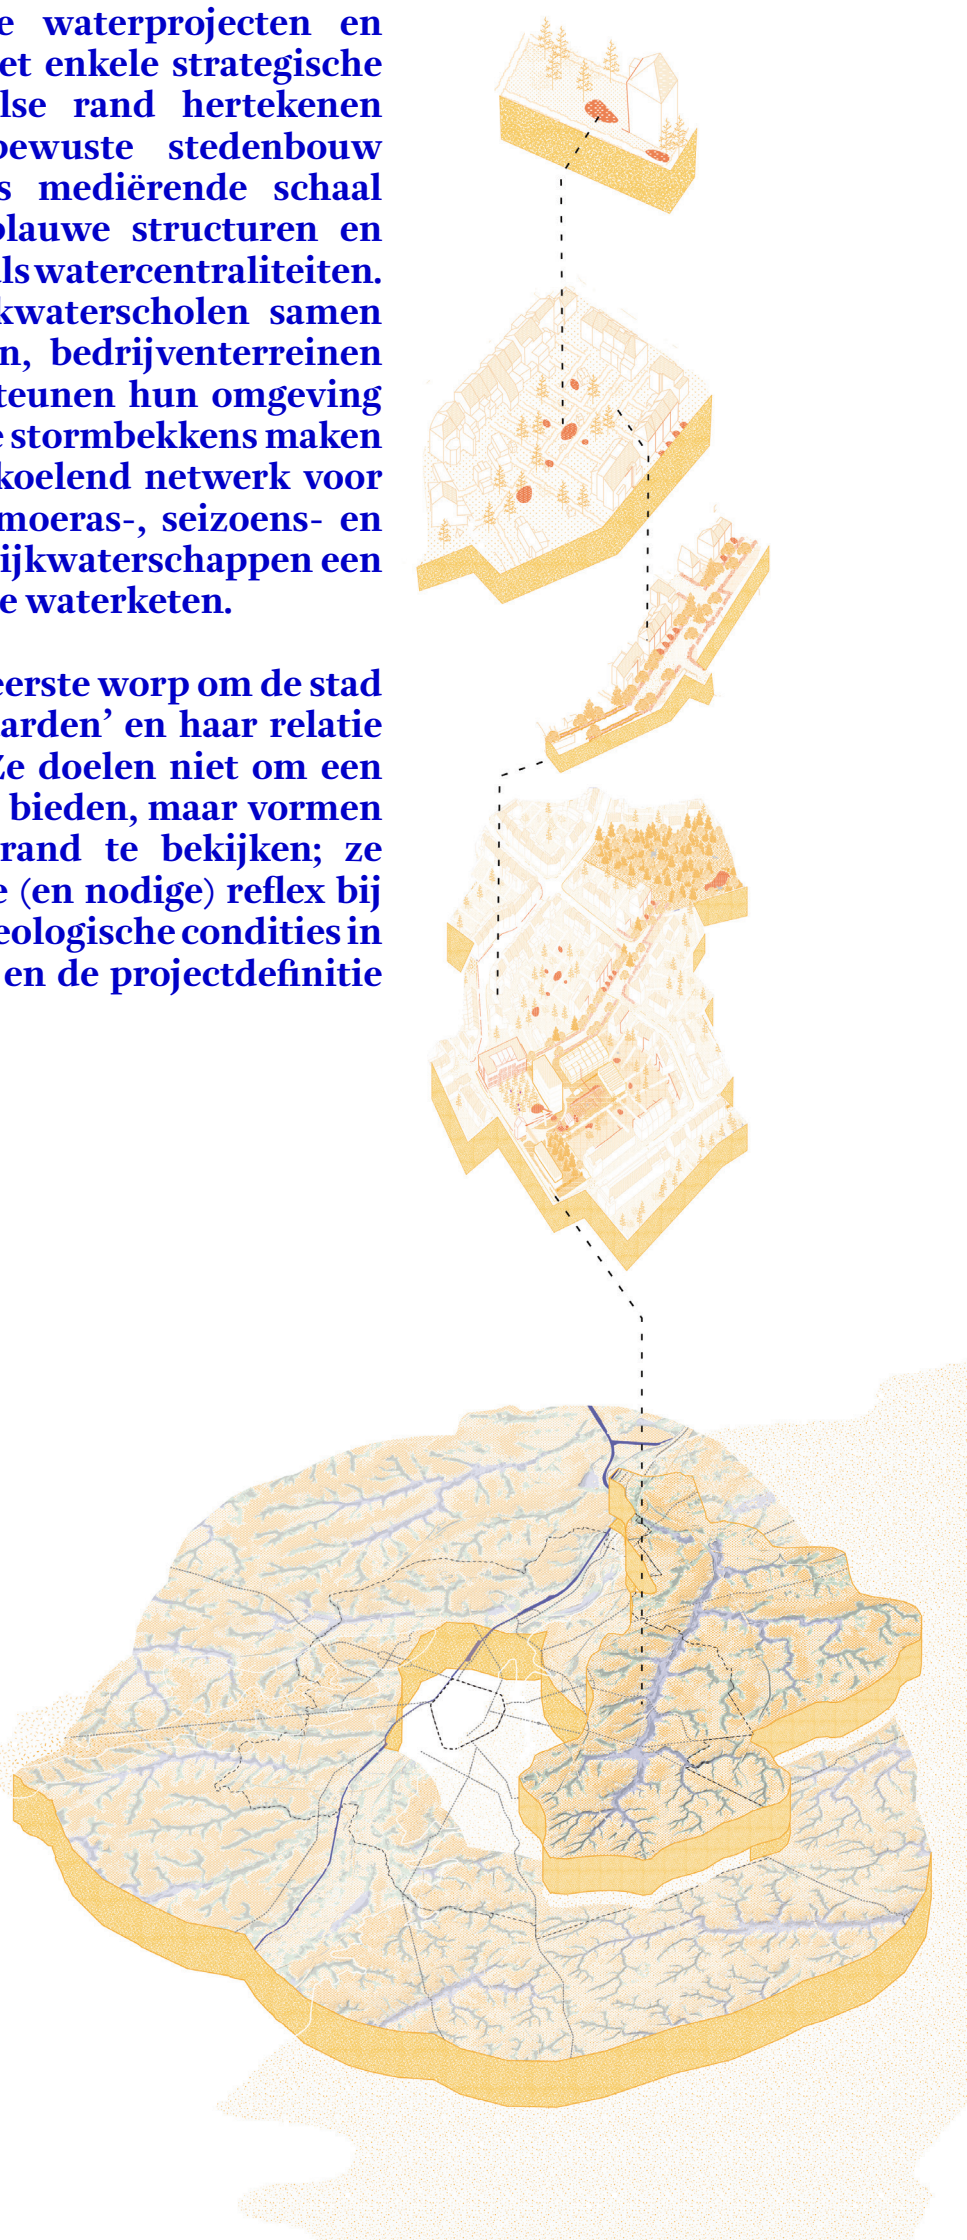 e waterprojecten en
et enkele strategische
lse rand hertekenen
bewuste stedenbouw
s mediërende schaal
blauwe structuren en
als watercentraliteiten.
kwaterscholen samen
n, bedrijventerreinen
teunen hun omgeving
e stormbekkens maken
koelend netwerk voor
moeras-, seizoens- en
ijkwaterschappen een
e waterketen.
eerste worp om de stad
arden’ en haar relatie
Ze doelen niet om een
bieden, maar vormen
rand te bekijken; ze
e (en nodige) reflex bij
eologische condities in
en de projectdefinitie